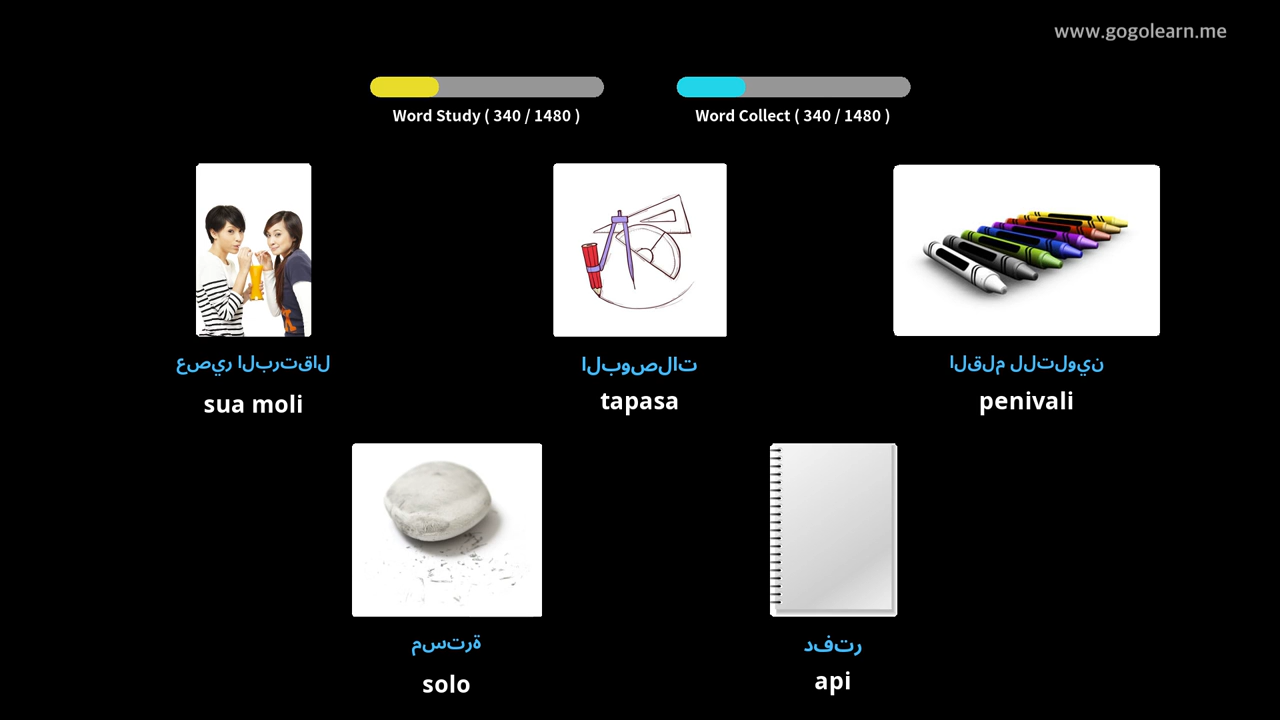 www.gogolearn.me
Word Study ( 340 / 1480 )
Word Collect ( 340 / 1480 )
عصير البرتقال
البوصلات
القلم للتلوين
sua moli
tapasa
penivali
مسترة
دفتر
solo
api